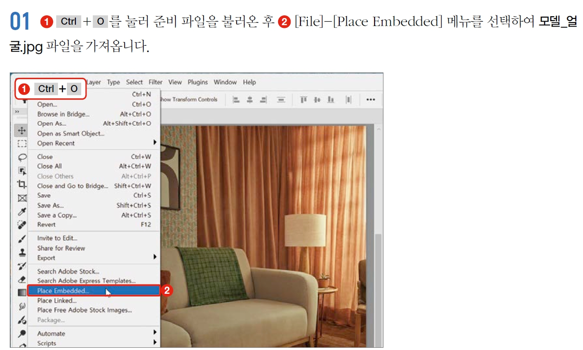 01 ❶ Ctrl + O 를 눌러 준비 파일을 불러온 후 ❷ [File]–[Place Embedded] 메뉴를 선택하여 모델_얼
굴.jpg 파일을 가져옵니다.
❶ Ctrl + O
Layer Type Select Filter View Plugins Window Help
Ctrl+N
Open... Ctrl+O
how Transform Controls
Browse in Bridge... Alt+Ctrl+O
Open As... Alt+Shift+Ctrl+O
Open as Smart Object...
Open Recent
Close Ctrl+W
Close All Alt+Ctrl+W
Close Others Alt+Ctrl+P
Close and Go to Bridge... Shift+Ctrl+W
Save Ctrl+S
Save As... Shift+Ctrl+S
Save a Copy... Alt+Ctrl+S
Revert F12
Invite to Edit...
Share for Review
Export
Search Adobe Stock...
Search Adobe Express Templates...
Place Embedded... ❷
Place Linked...
Place Free Adobe Stock Images...
Package...
Automate
Scripts